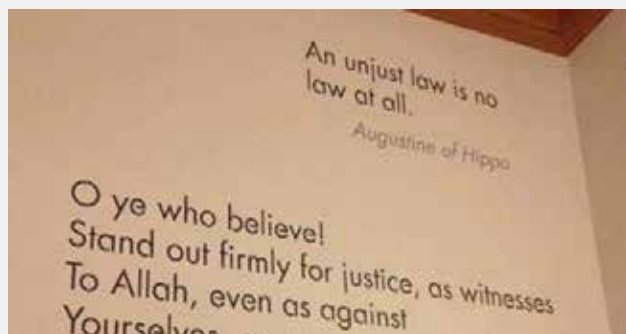 An unjust law is no
law at all.
Augustine of Hippo
O ye who believe!
Stand out firmly for justice, as witnesses
To Allah, even as against
Yourselves